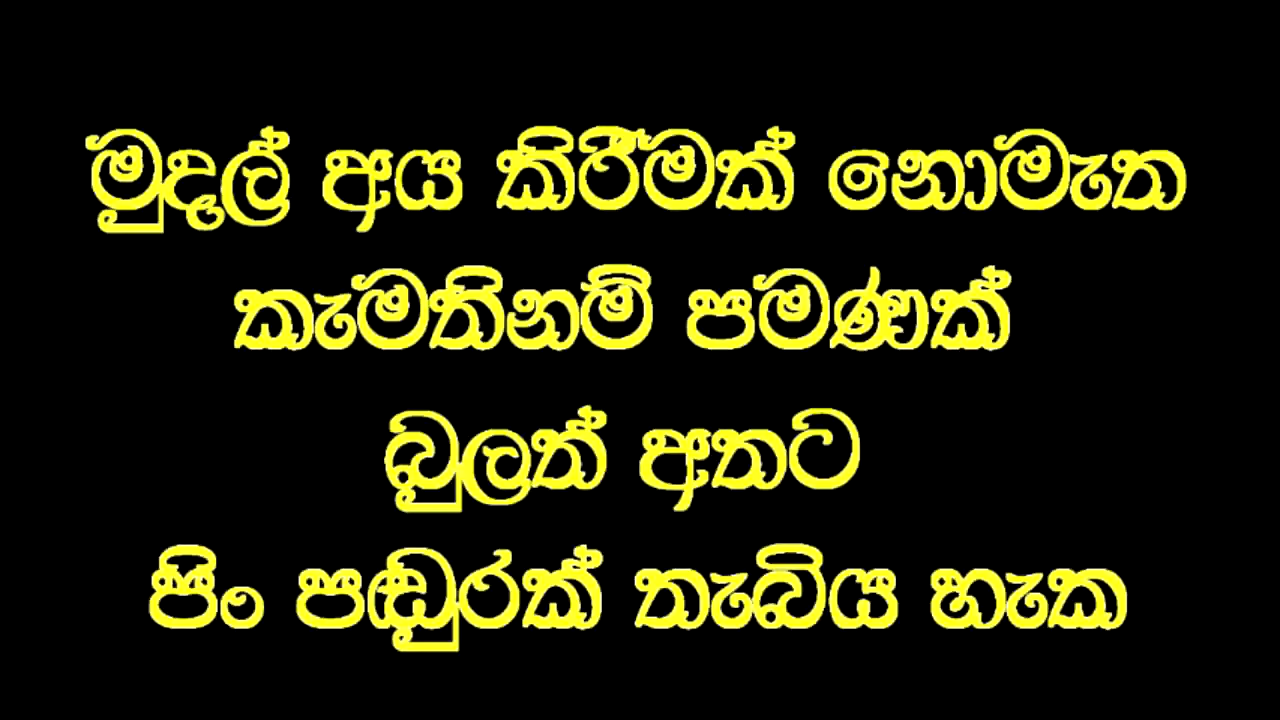 මුදල් අය කිරීමක් නොමැත
කැමතිනම් පමණක්
බුලත් අතට
පිං පඬුරක් තැබිය හැක